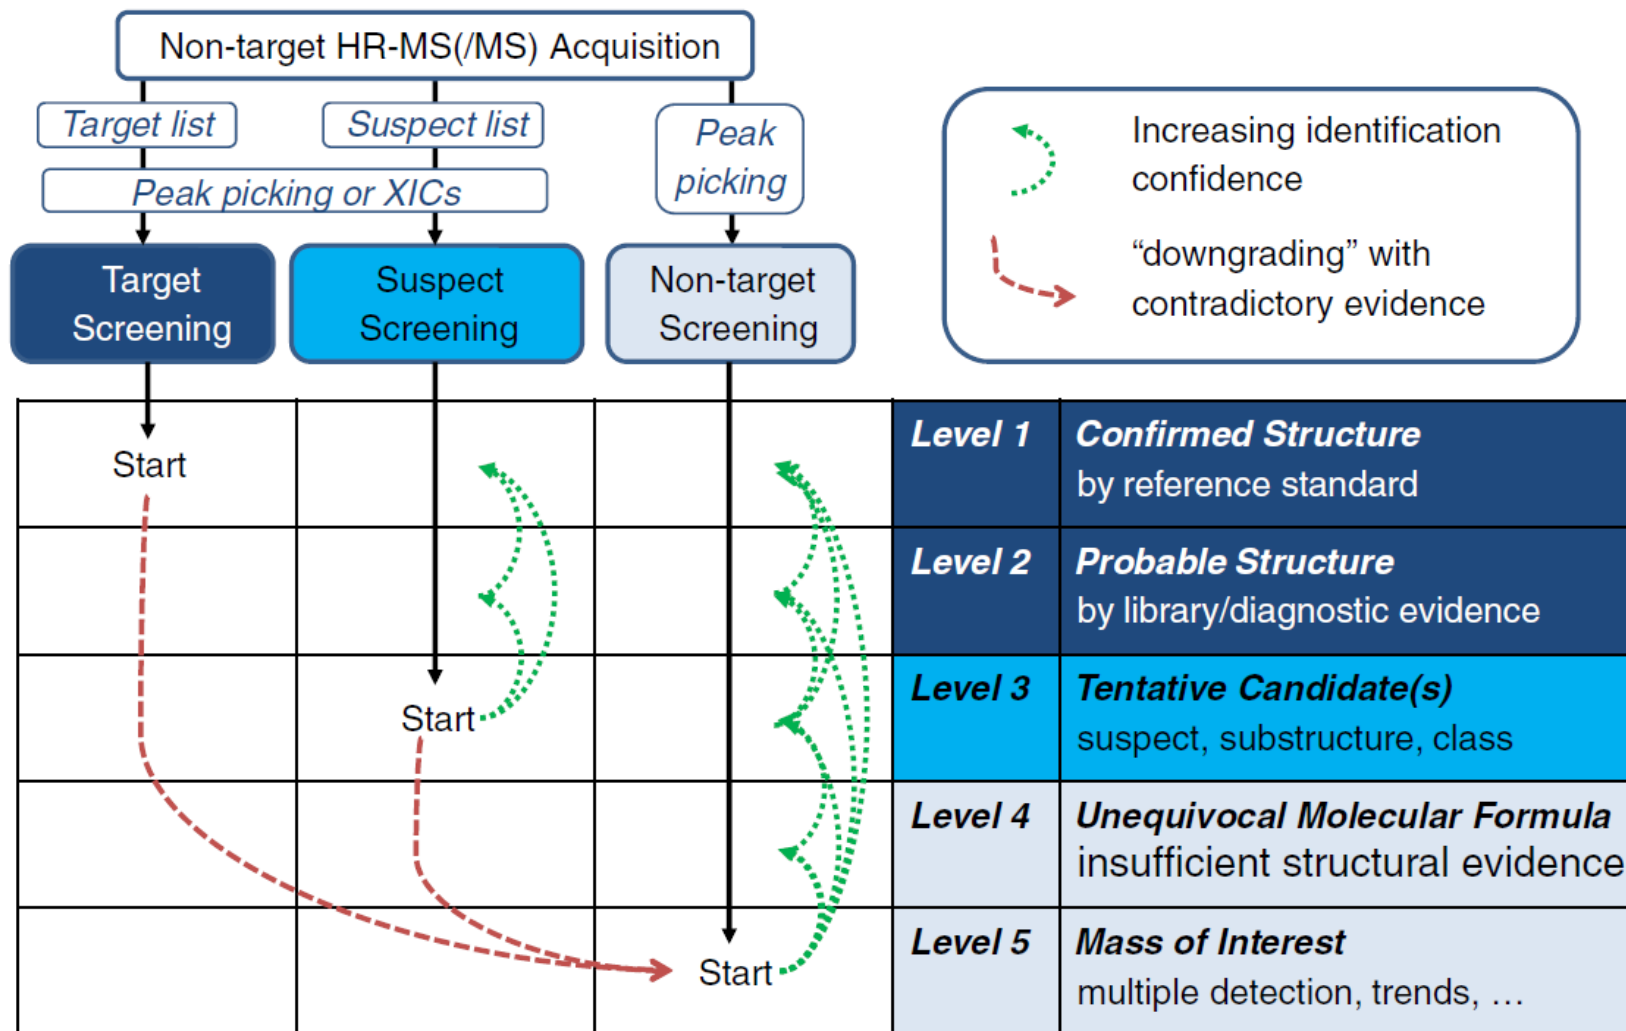 Non-target HR-MS(/MS) Acquisition
Target list
Suspect list
Peak
picking
Peak picking or XICs
Target
Screening
Suspect
Screening
Non-target
Screening
Increasing identification
confidence
“downgrading” with
contradictory evidence
Start
Level 1
Confirmed Structure
by reference standard
Level 2
Probable Structure
by library/diagnostic evidence
Start
Level 3
Tentative Candidate(s)
suspect, substructure, class
Level 4
Unequivocal Molecular Formula
insufficient structural evidence
Start
Level 5
Mass of Interest
multiple detection, trends, …